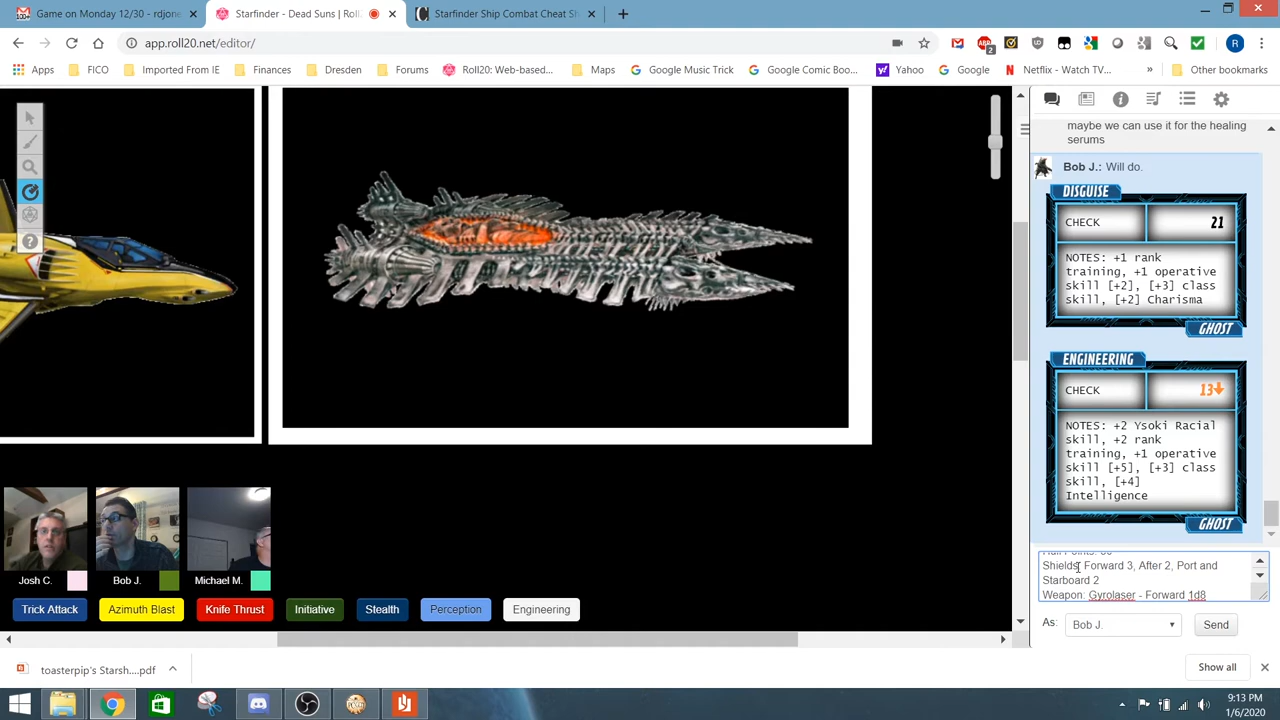 Game on Monday 12/30 - rdjone
Starfinder - Dead Suns | Roll2
Starfinder Ship Combat Cheat Sh
app.roll20.net/editor/
Apps
FICO
Imported From IE
Finances
Dresden
Forums
Roll20: Web-based...
Maps
Google Music Trick
Google Comic Boo...
Yahoo
Google
Netflix - Watch TV...
»
Other bookmarks
maybe we can use it for the healing
serums
Bob J.: Will do.
DISGUISE
CHECK 21
NOTES: +1 rank
training, +1 operative
skill [+2], [+3] class
skill, [+2] Charisma
GHOST
ENGINEERING
CHECK 13
NOTES: +2 Ysoki Racial
skill, +2 rank
training, +1 operative
skill [+5], [+3] class
skill, [+4]
Intelligence
GHOST
Shields: Forward 3, After 2, Port and
Starboard 2
Weapon: Gyrolaser - Forward 1d8
As: Bob J. Send
Josh C. Bob J. Michael M.
Trick Attack Azimuth Blast Knife Thrust Initiative Stealth Perception Engineering
toasterpip's Starsh....pdf
Show all
9:13 PM
1/6/2020